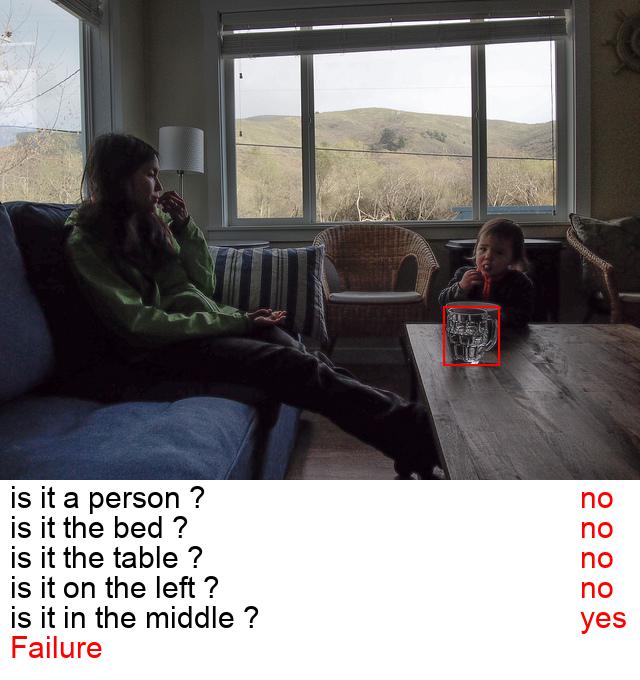 is it a person ? no
is it the bed ? no
is it the table ? no
is it on the left ? no
is it in the middle ? yes
Failure